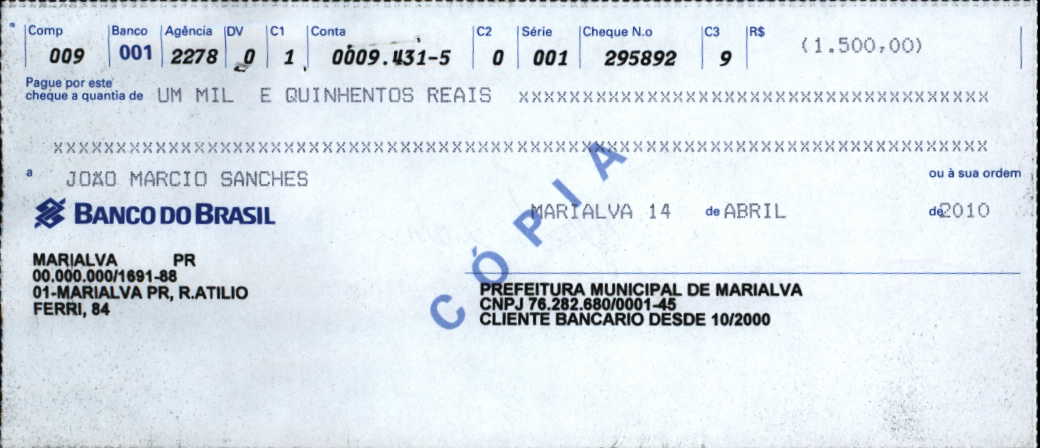 Comp Banco Agência DV C1 Conta C2 Série Cheque N.o C3 R$
009 001 2278 0 1 0009.431-5 0 001 295892 9 (1.500,00)
Pague por este
cheque a quantia de UM MIL E QUINHENTOS REAIS XXXXXXXXXXXXXXXXXXXXXXXXXXXXXXXXXXXXXXXXXXXX
XXXXXXXXXXXXXXXXXXXXXXXXXXXXXXXXXXXXXXXXXXXXXXXXXXXXXXXXXXXXXXXXXXXXXXXXXXXXXXXXXXXXXXXX
a JOAO MARCIO SANCHES ou à sua ordem
BANCO DO BRASIL
MARIALVA 14 de ABRIL de 2010
CÓPIA
MARIALVA PR
00.000.000/1691-88
01-MARIALVA PR, R.ATILIO
FERRI, 84
PREFEITURA MUNICIPAL DE MARIALVA
CNPJ 76.282.680/0001-45
CLIENTE BANCARIO DESDE 10/2000